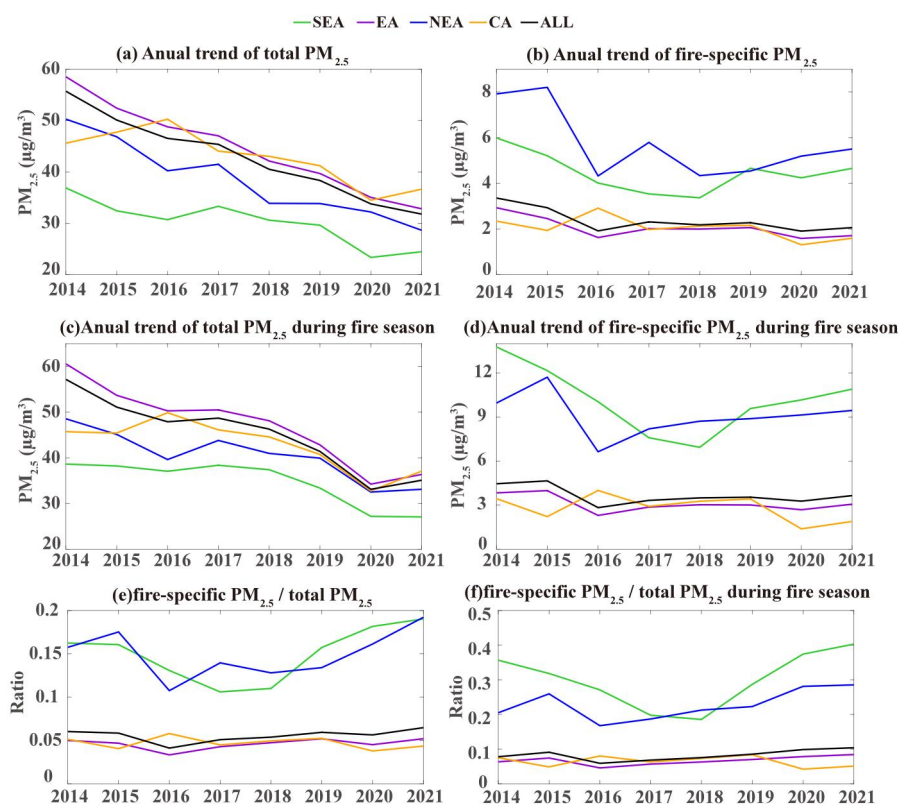 SEA EA NEA CA ALL
(a) Anual trend of total PM2.5
(b) Anual trend of fire-specific PM2.5
60
50
40
30
20
PM2.5 (μg/m³)
2014 2015 2016 2017 2018 2019 2020 2021
8
6
4
2
0
PM2.5 (μg/m³)
2014 2015 2016 2017 2018 2019 2020 2021
(c)Anual trend of total PM2.5 during fire season
(d)Anual trend of fire-specific PM2.5 during fire season
60
50
40
30
20
PM2.5 (μg/m³)
2014 2015 2016 2017 2018 2019 2020 2021
12
9
6
3
0
PM2.5 (μg/m³)
2014 2015 2016 2017 2018 2019 2020 2021
(e)fire-specific PM2.5 / total PM2.5
(f)fire-specific PM2.5 / total PM2.5 during fire season
0.2
0.15
0.1
0.05
0
Ratio
2014 2015 2016 2017 2018 2019 2020 2021
0.5
0.4
0.3
0.2
0.1
0
Ratio
2014 2015 2016 2017 2018 2019 2020 2021